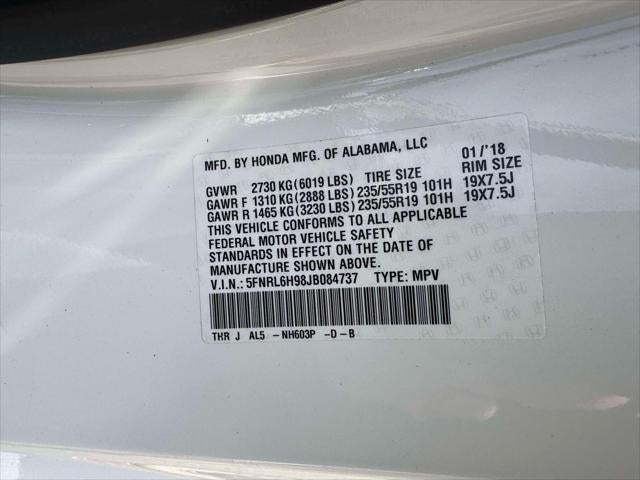 MFD. BY HONDA MFG. OF ALABAMA, LLC 01/'18
GVWR 2730 KG(6019 LBS) TIRE SIZE RIM SIZE
GAWR F 1310 KG(2888 LBS) 235/55R19 101H 19X7.5J
GAWR R 1465 KG(3230 LBS) 235/55R19 101H 19X7.5J
THIS VEHICLE CONFORMS TO ALL APPLICABLE
FEDERAL MOTOR VEHICLE SAFETY
STANDARDS IN EFFECT ON THE DATE OF
MANUFACTURE SHOWN ABOVE.
V.I.N.: 5FNRL6H98JB084737 TYPE: MPV
THR J AL5 -NH603P -D-B